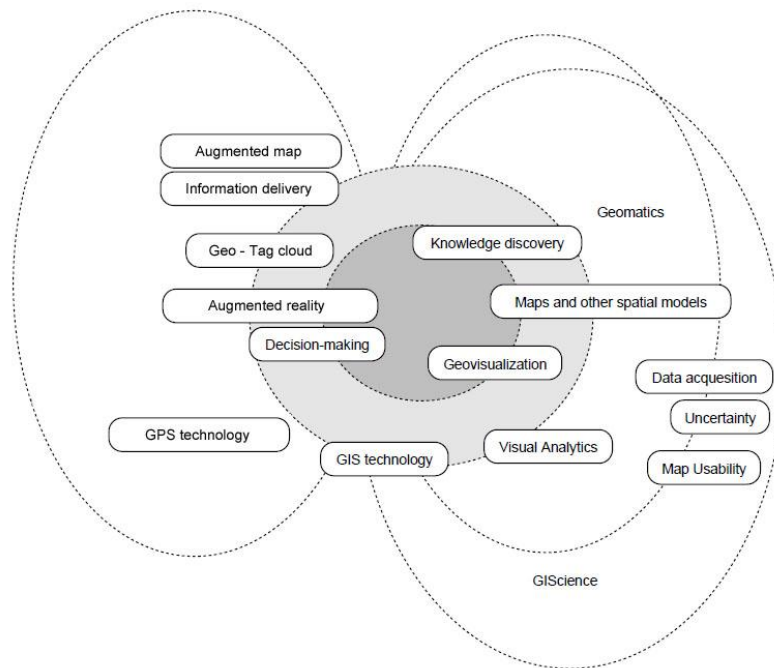 Augmented map
Information delivery
Geomatics
Knowledge discovery
Geo - Tag cloud
Augmented reality
Maps and other spatial models
Decision-making
Geovisualization
Data acquesition
Uncertainty
GPS technology
Visual Analytics
GIS technology
Map Usability
GIScience